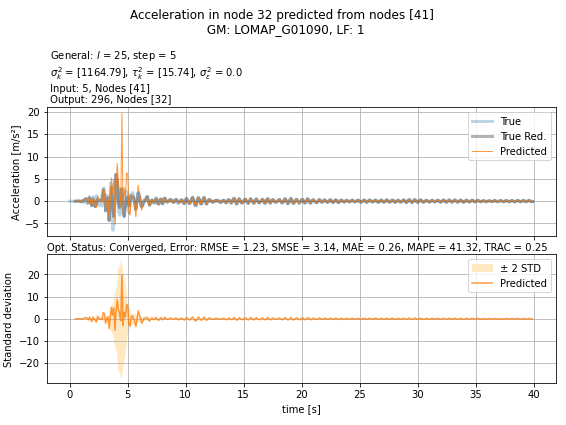 Acceleration in node 32 predicted from nodes [41]
GM: LOMAP_G01090, LF: 1
General: l = 25, step = 5
σ²ₖ = [1164.79], τ²ₖ = [15.74], σ²ε = 0.0
Input: 5, Nodes [41]
Output: 296, Nodes [32]
Acceleration [m/s²]
20
15
10
5
0
−5
True
True Red.
Predicted
Opt. Status: Converged, Error: RMSE = 1.23, SMSE = 3.14, MAE = 0.26, MAPE = 41.32, TRAC = 0.25
Standard deviation
20
10
0
−10
−20
± 2 STD
Predicted
0 5 10 15 20 25 30 35 40
time [s]